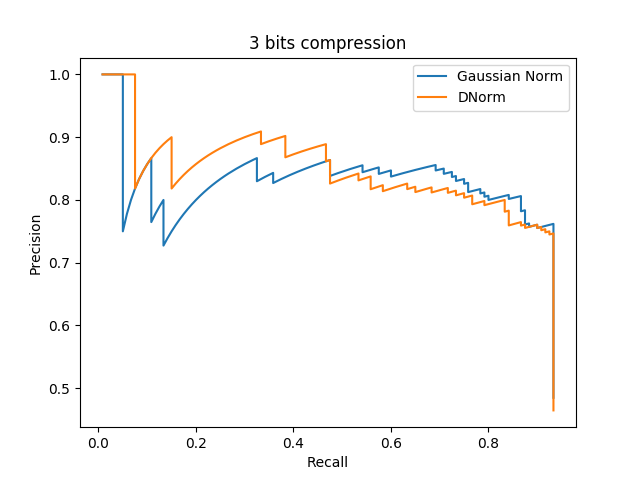 3 bits compression
Gaussian Norm
DNorm
Precision
1.0
0.9
0.8
0.7
0.6
0.5
0.0 0.2 0.4 0.6 0.8
Recall